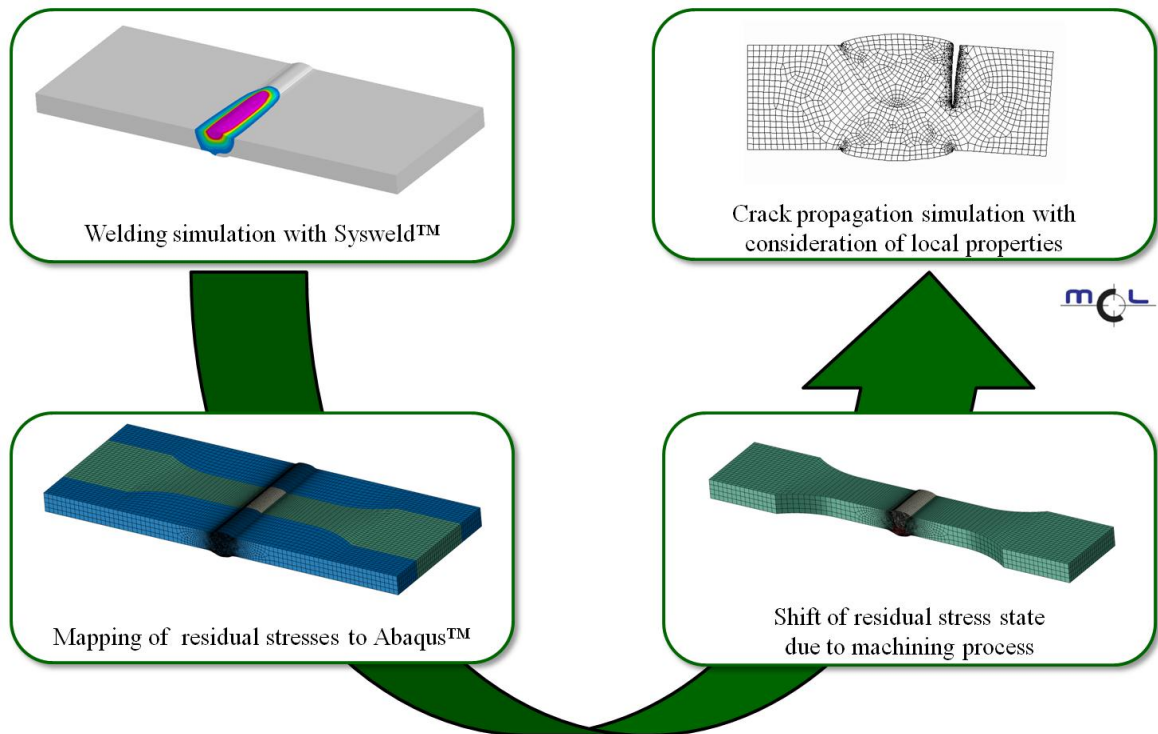 Welding simulation with Sysweld™
Crack propagation simulation with
consideration of local properties
mCL
Mapping of residual stresses to Abaqus™
Shift of residual stress state
due to machining process